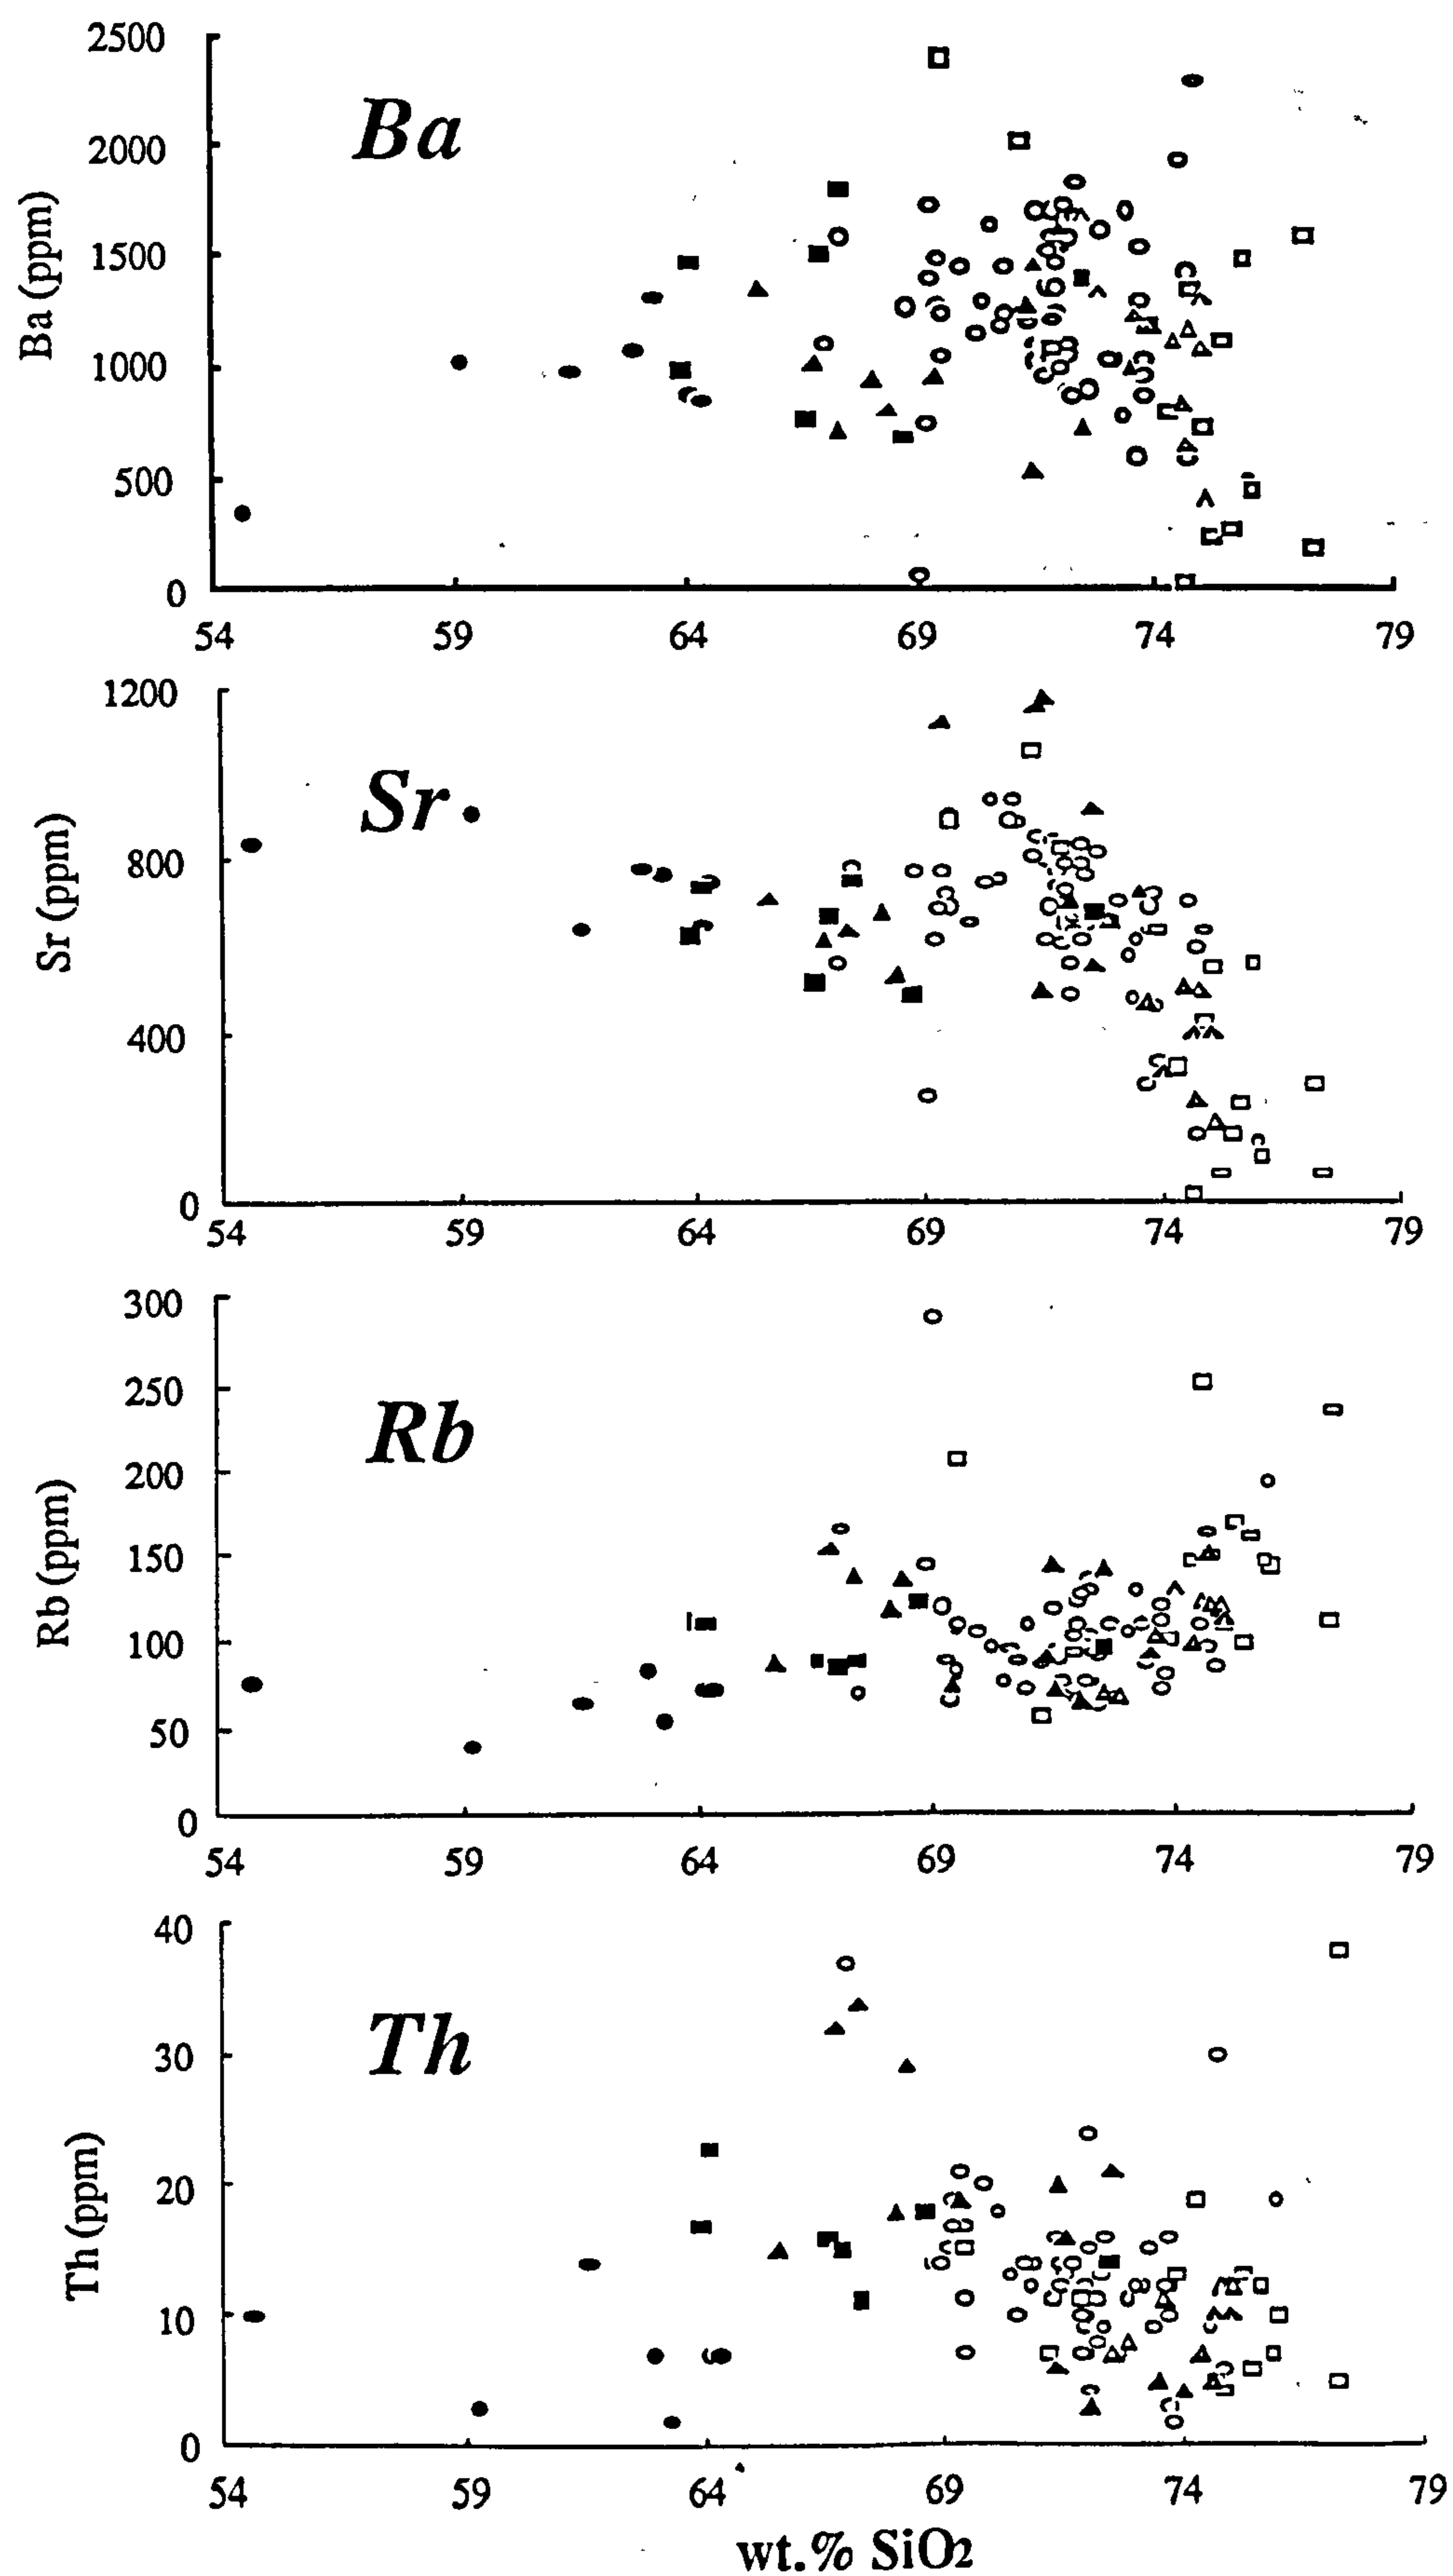 2500
Ba
2000
1500
Ba (ppm)
1000
500
0
54 59 64 69 74 79
1200
Sr
800
Sr (ppm)
400
0
54 59 64 69 74 79
300
250
Rb
200
150
Rb (ppm)
100
50
0
54 59 64 69 74 79
40
Th
30
20
Th (ppm)
10
0
54 59 64 69 74 79
wt.% SiO2